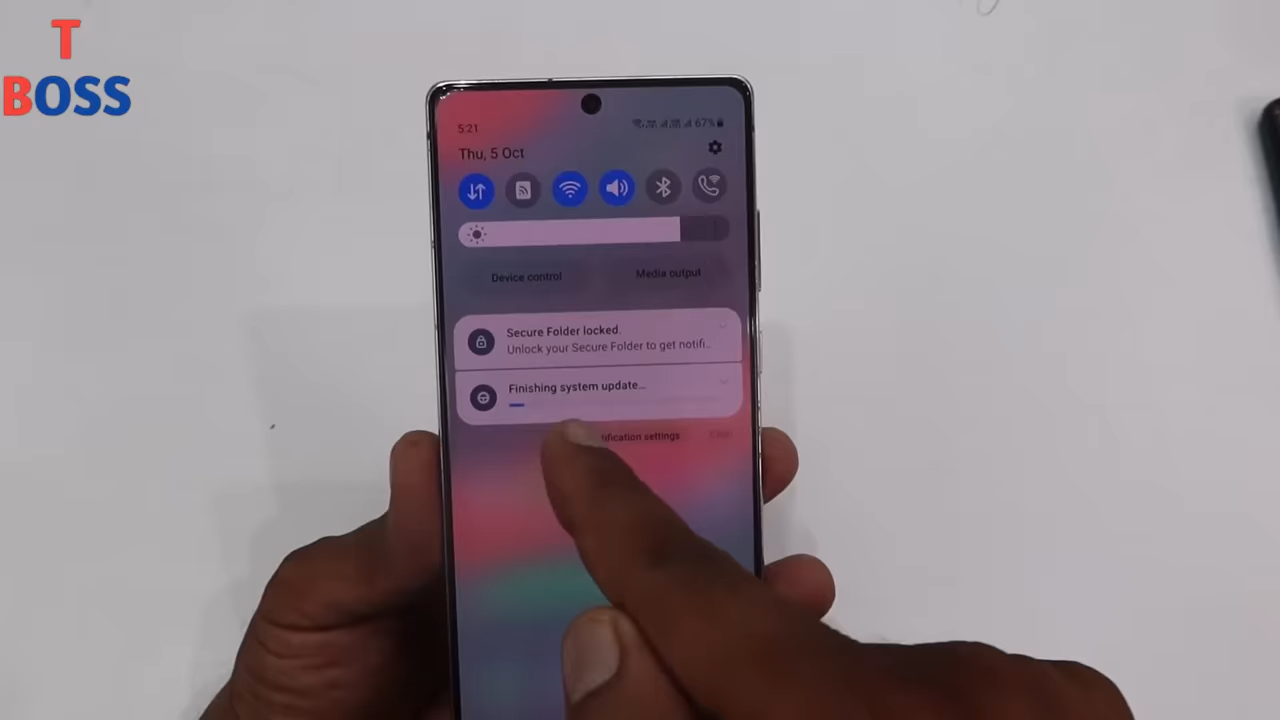 T
BOSS
5:21
67%
Thu, 5 Oct
Device control
Media output
Secure Folder locked.
Unlock your Secure Folder to get notifi..
Finishing system update...
tification settings